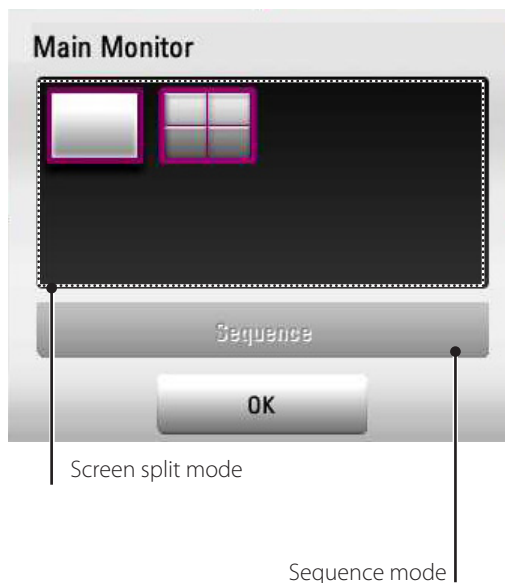 Main Monitor
Sequence
OK
Screen split mode
Sequence mode